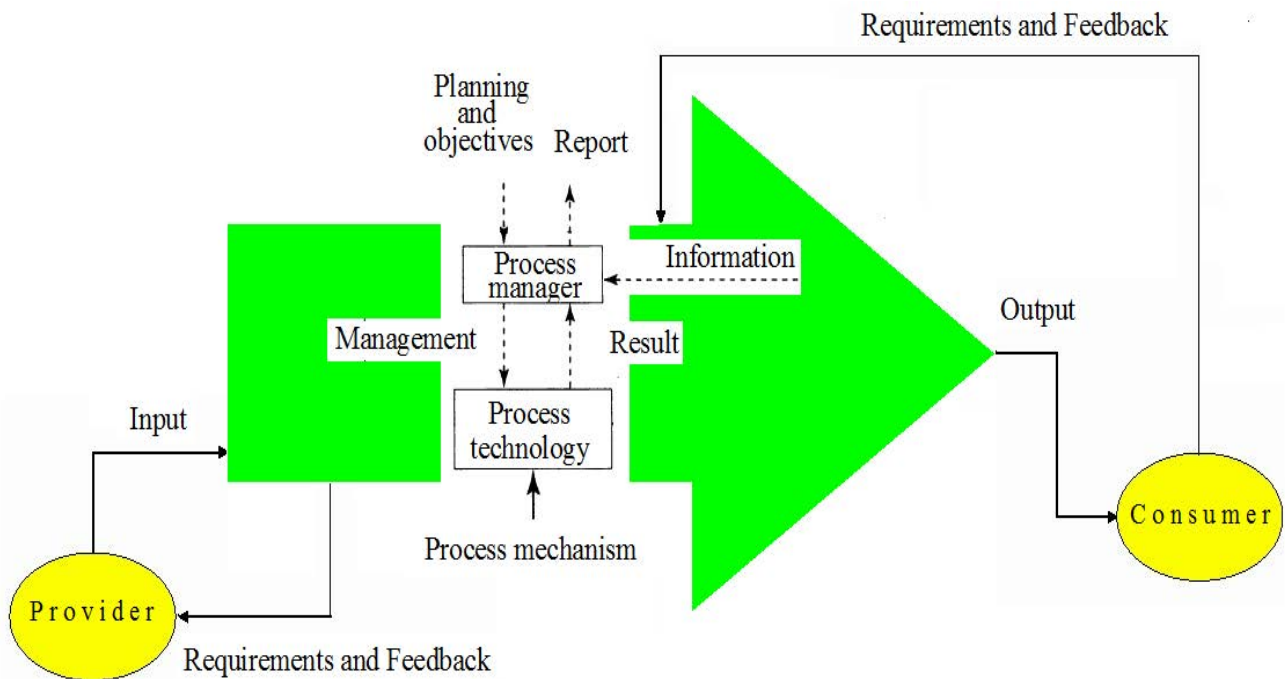 Requirements and Feedback
Planning
and
objectives
Report
Process
manager
Information
Output
Management
Result
Input
Process
technology
Consumer
Process mechanism
Provider
Requirements and Feedback